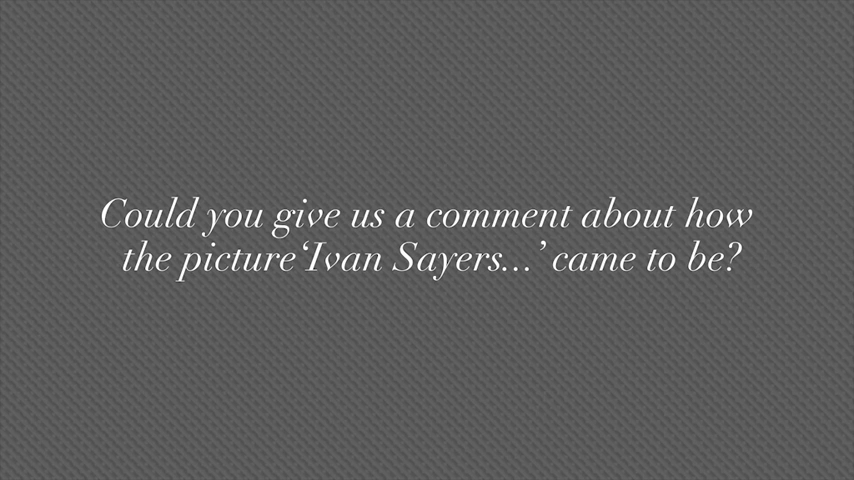 Could you give us a comment about how
the picture‘Ivan Sayers...’ came to be?